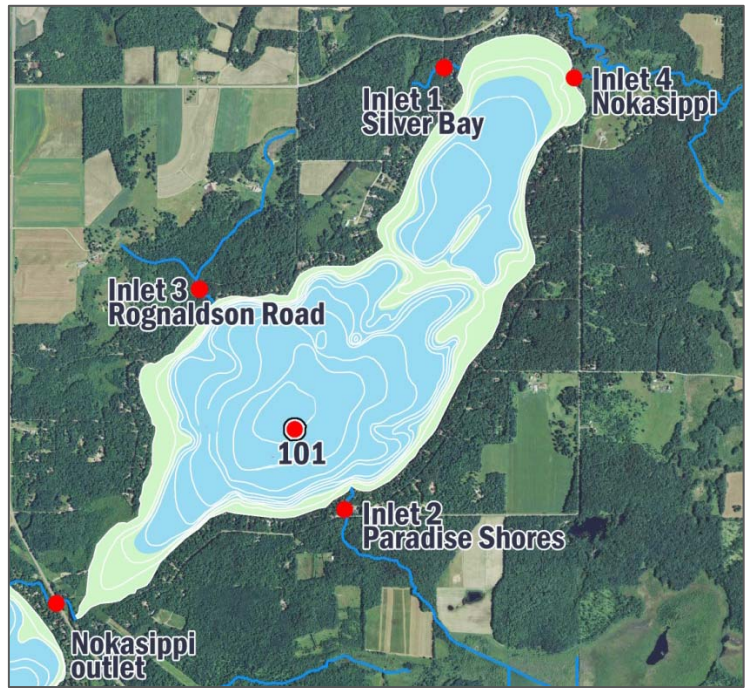 Inlet 1
Silver Bay
Inlet 4
Nokasippi
Inlet 3
Rognaldson Road
101
Inlet 2
Paradise Shores
Nokasippi
outlet